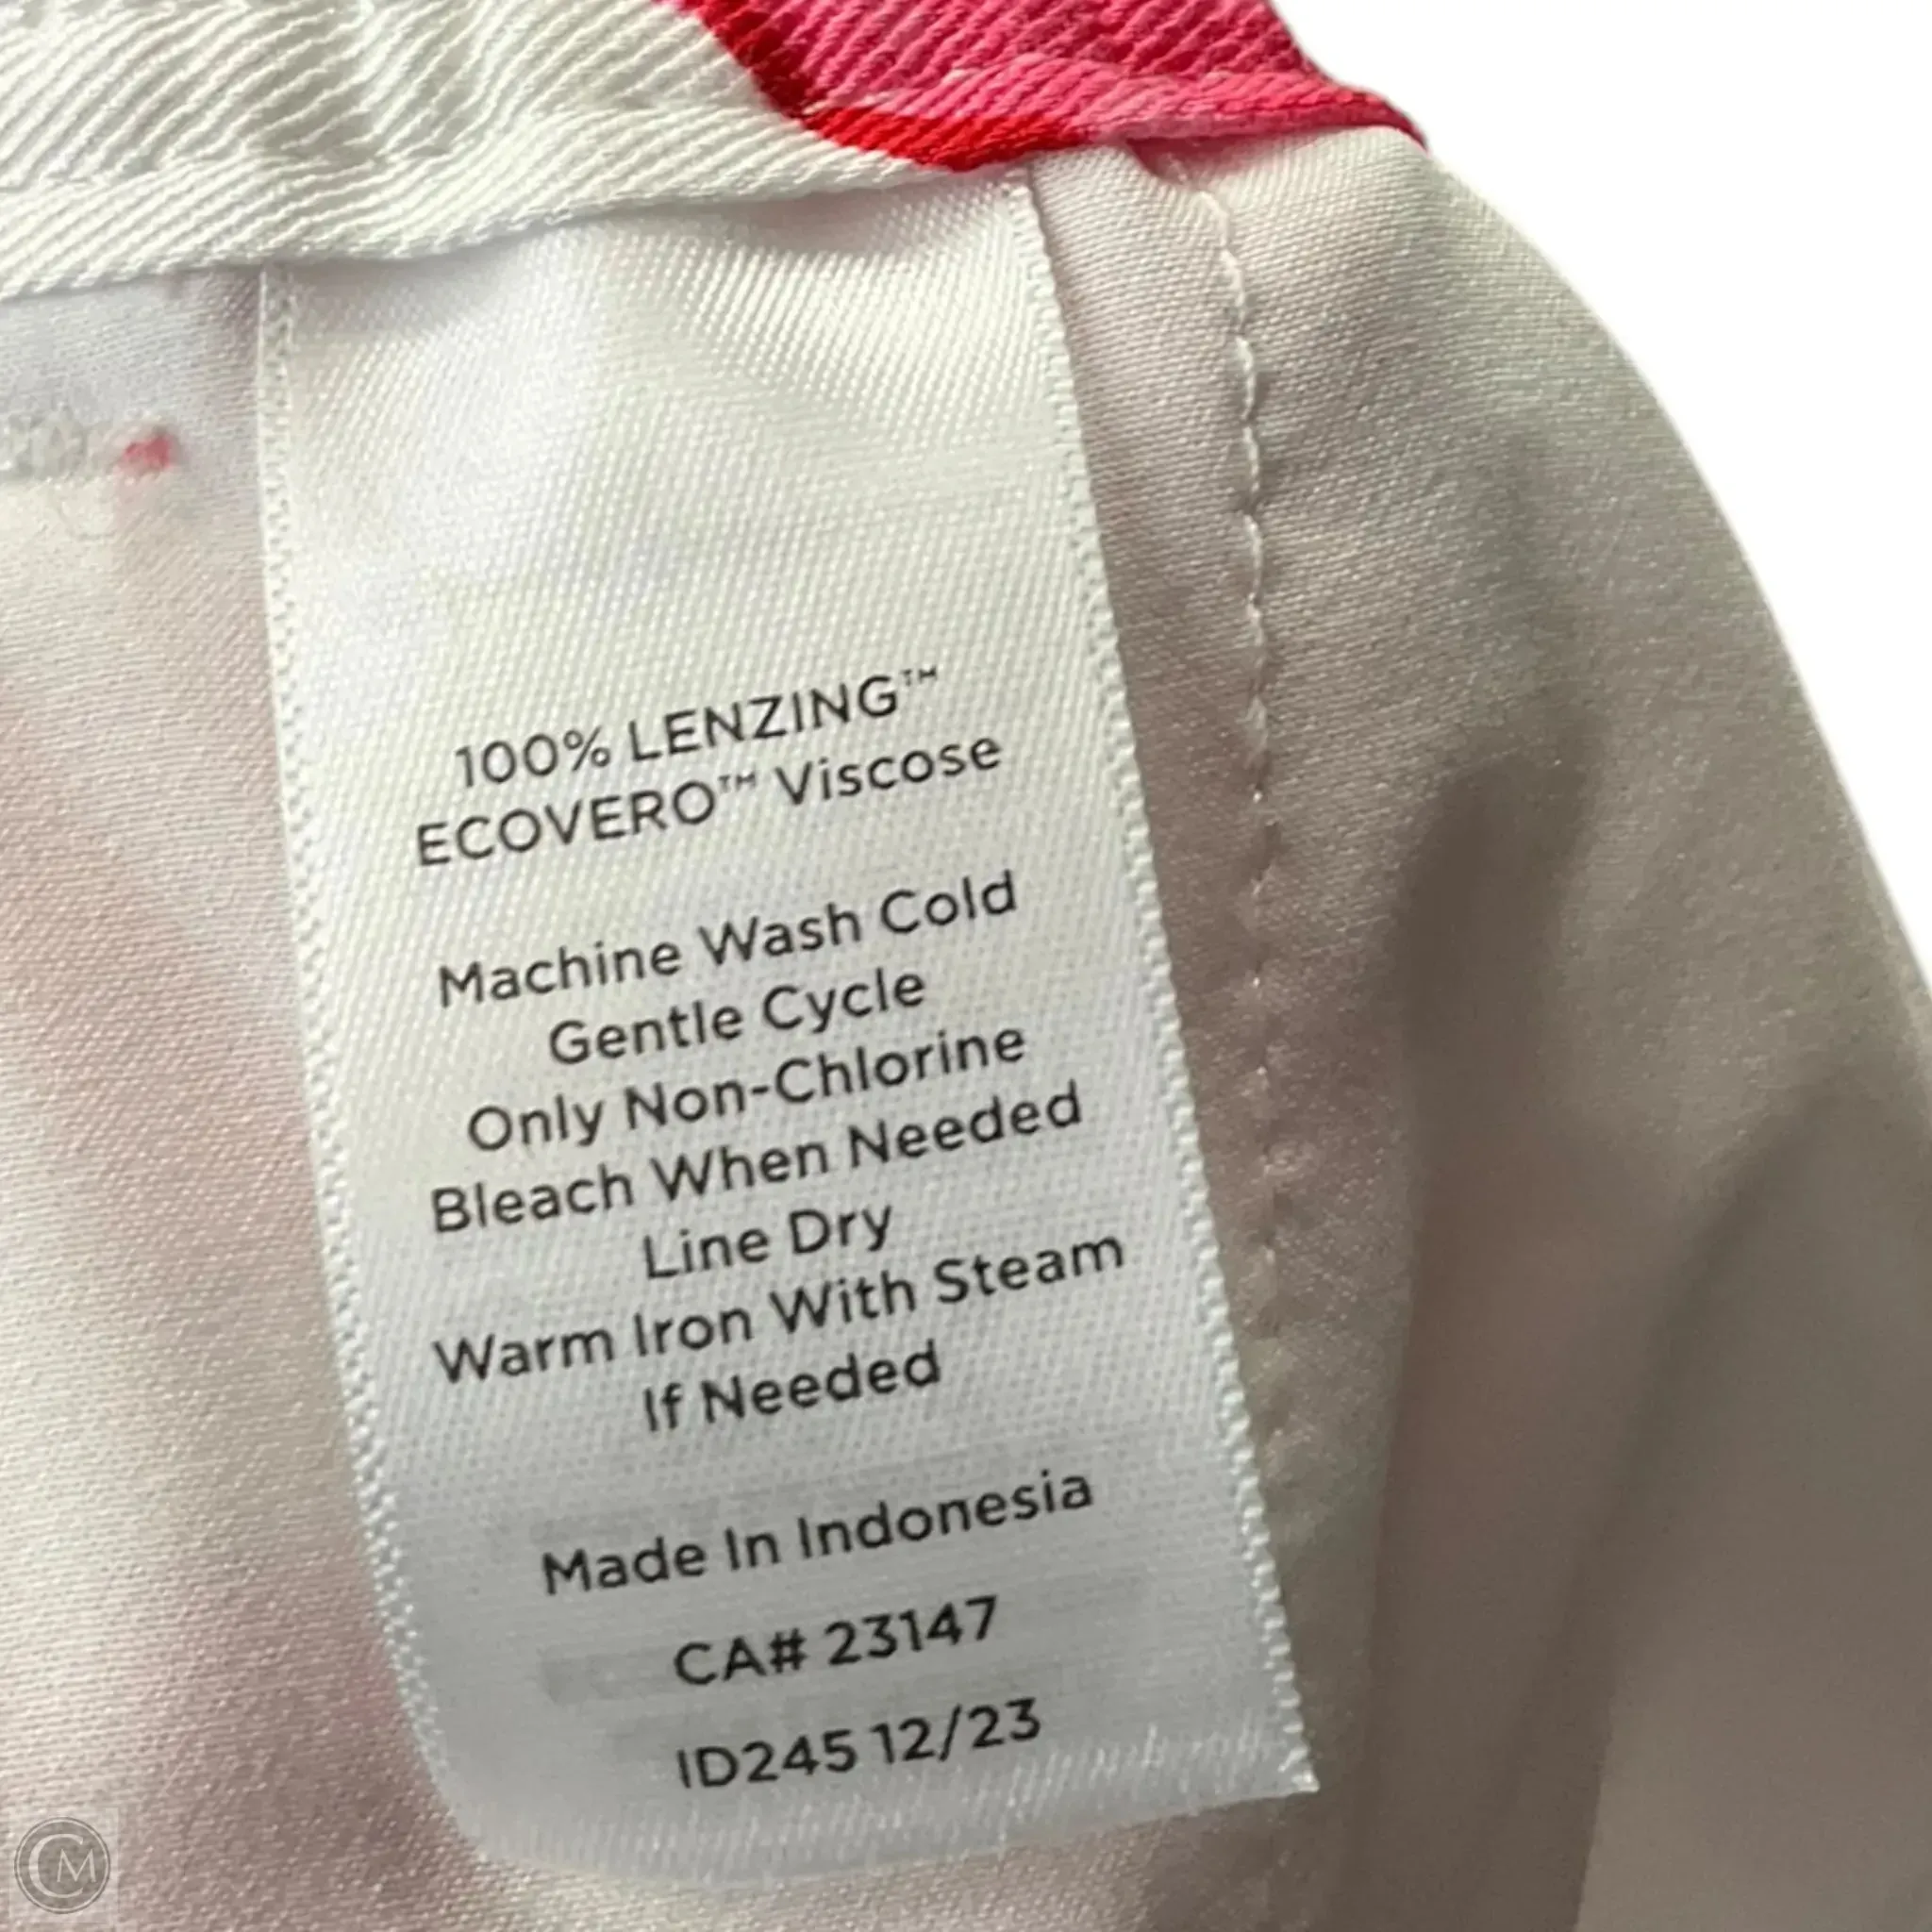 100% LENZING™
ECOVERO™ Viscose
Machine Wash Cold
Gentle Cycle
Only Non-Chlorine
Bleach When Needed
Line Dry
Warm Iron With Steam
If Needed
Made In Indonesia
CA# 23147
ID245 12/23
CM